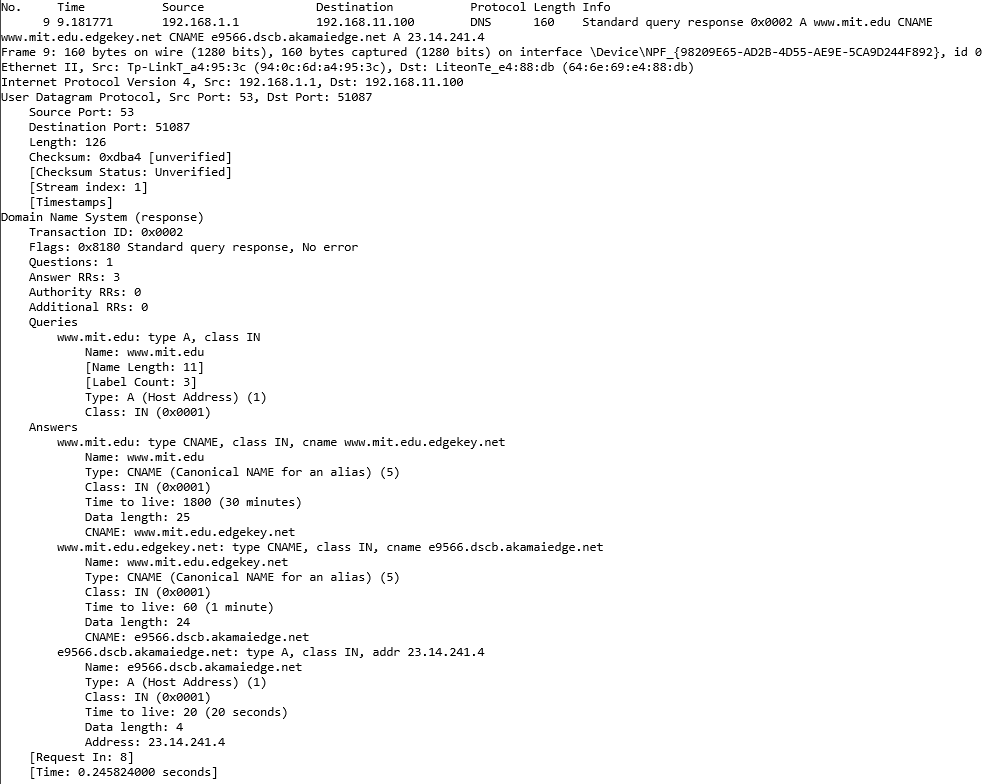 No. Time Source Destination Protocol Length Info
9 9.181771 192.168.1.1 192.168.11.100 DNS 160 Standard query response 0x0002 A www.mit.edu CNAME
www.mit.edu.edgekey.net CNAME e9566.dscb.akamaiedge.net A 23.14.241.4
Frame 9: 160 bytes on wire (1280 bits), 160 bytes captured (1280 bits) on interface \Device\NPF_{98209E65-AD2B-4D55-AE9E-5CA9D244F892}, id 0
Ethernet II, Src: Tp-LinkT_a4:95:3c (94:0c:6d:a4:95:3c), Dst: LiteonTe_e4:88:db (64:6e:69:e4:88:db)
Internet Protocol Version 4, Src: 192.168.1.1, Dst: 192.168.11.100
User Datagram Protocol, Src Port: 53, Dst Port: 51087
Source Port: 53
Destination Port: 51087
Length: 126
Checksum: 0xdba4 [unverified]
[Checksum Status: Unverified]
[Stream index: 1]
[Timestamps]
Domain Name System (response)
Transaction ID: 0x0002
Flags: 0x8180 Standard query response, No error
Questions: 1
Answer RRs: 3
Authority RRs: 0
Additional RRs: 0
Queries
www.mit.edu: type A, class IN
Name: www.mit.edu
[Name Length: 11]
[Label Count: 3]
Type: A (Host Address) (1)
Class: IN (0x0001)
Answers
www.mit.edu: type CNAME, class IN, cname www.mit.edu.edgekey.net
Name: www.mit.edu
Type: CNAME (Canonical NAME for an alias) (5)
Class: IN (0x0001)
Time to live: 1800 (30 minutes)
Data length: 25
CNAME: www.mit.edu.edgekey.net
www.mit.edu.edgekey.net: type CNAME, class IN, cname e9566.dscb.akamaiedge.net
Name: www.mit.edu.edgekey.net
Type: CNAME (Canonical NAME for an alias) (5)
Class: IN (0x0001)
Time to live: 60 (1 minute)
Data length: 24
CNAME: e9566.dscb.akamaiedge.net
e9566.dscb.akamaiedge.net: type A, class IN, addr 23.14.241.4
Name: e9566.dscb.akamaiedge.net
Type: A (Host Address) (1)
Class: IN (0x0001)
Time to live: 20 (20 seconds)
Data length: 4
Address: 23.14.241.4
[Request In: 8]
[Time: 0.245824000 seconds]